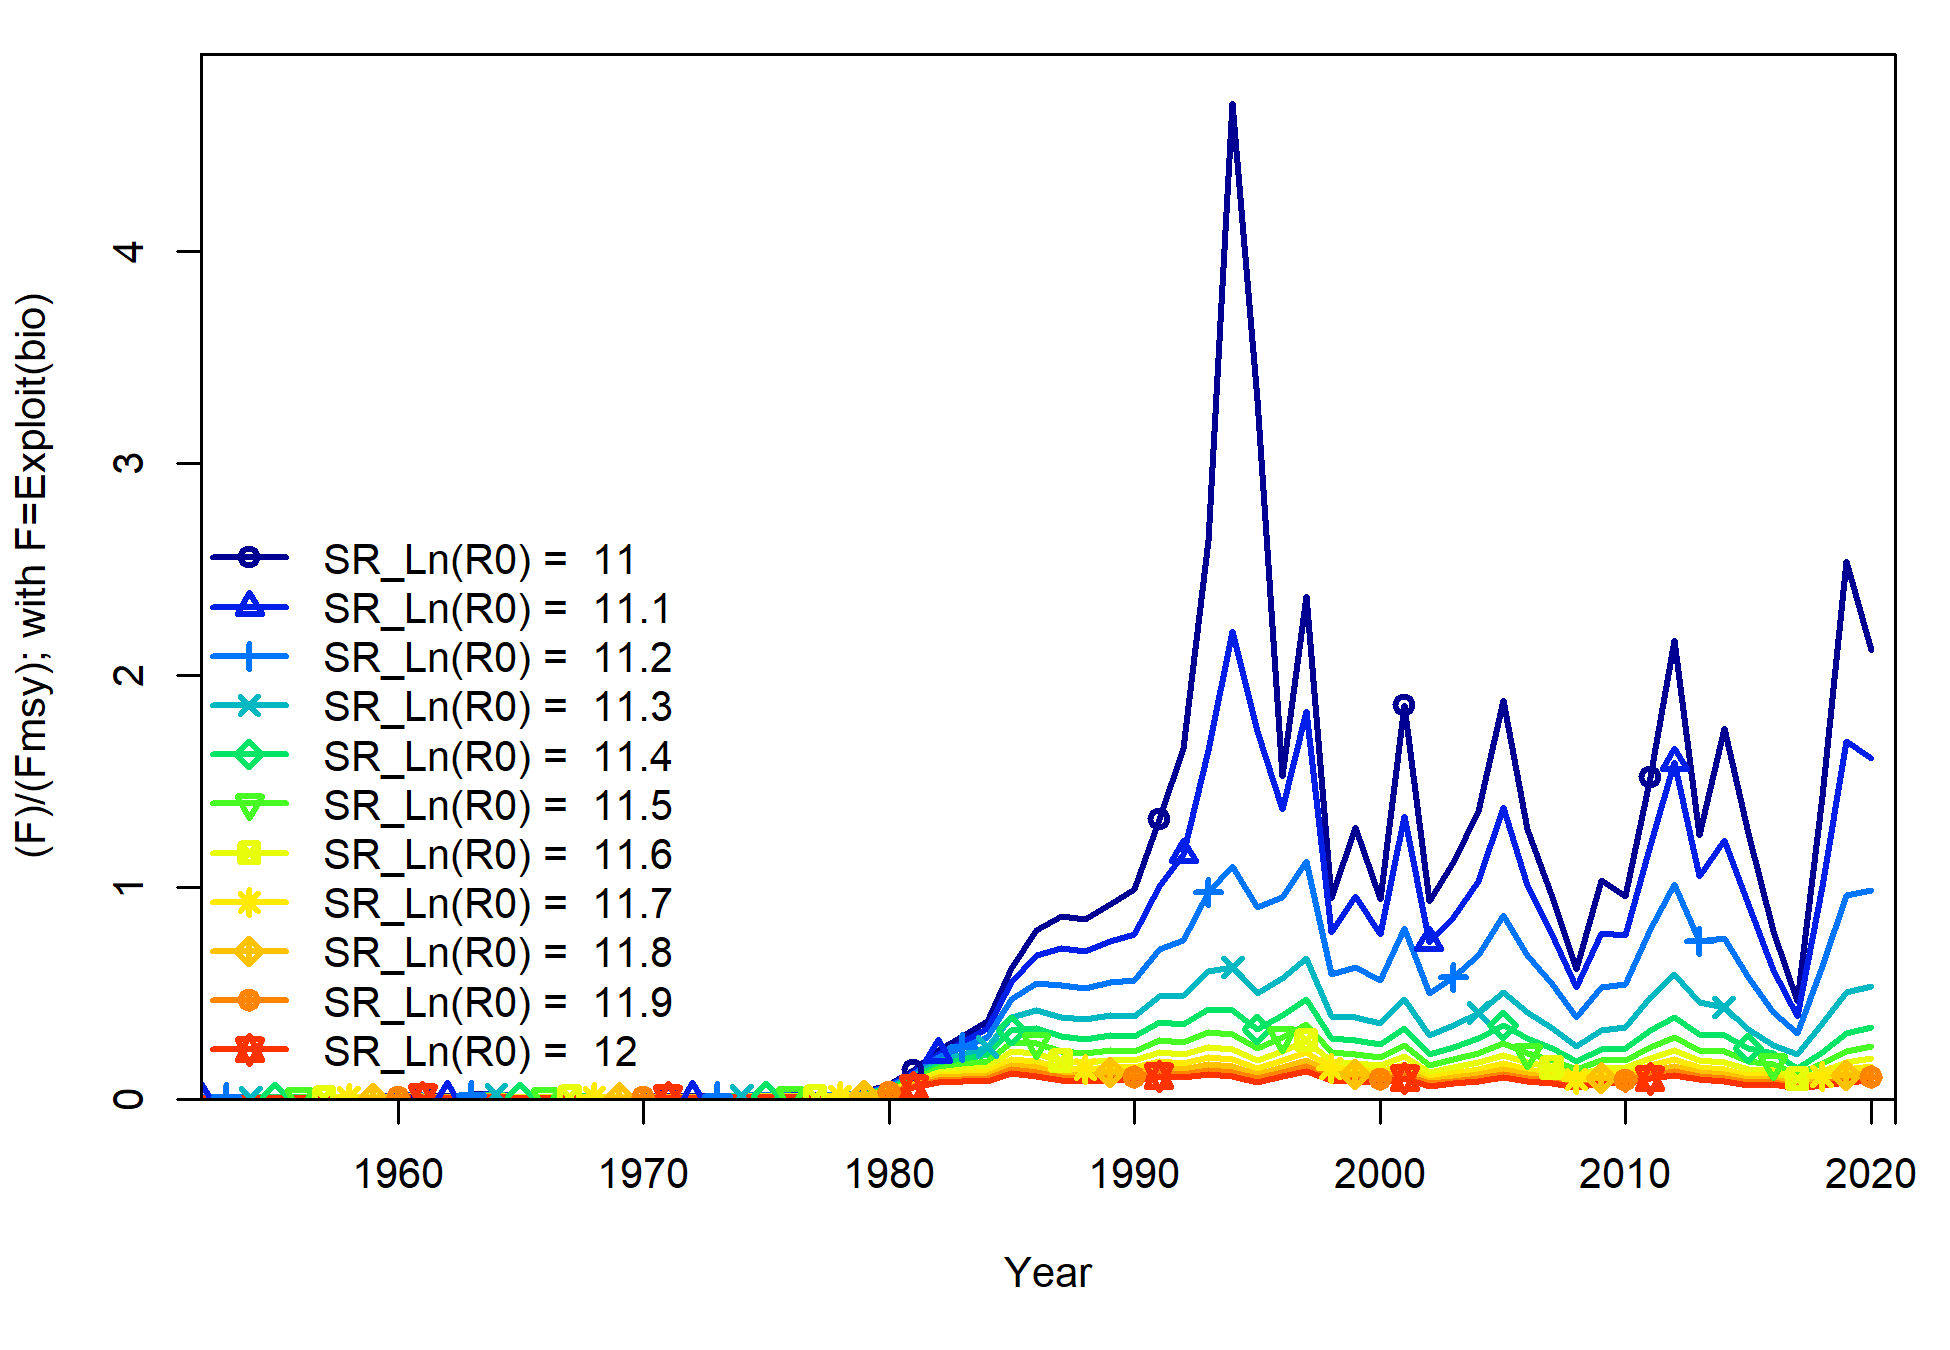 (F)/(Fmsy); with F=Exploit(bio)
4
3
2
1
0
SR_Ln(R0) = 11
SR_Ln(R0) = 11.1
SR_Ln(R0) = 11.2
SR_Ln(R0) = 11.3
SR_Ln(R0) = 11.4
SR_Ln(R0) = 11.5
SR_Ln(R0) = 11.6
SR_Ln(R0) = 11.7
SR_Ln(R0) = 11.8
SR_Ln(R0) = 11.9
SR_Ln(R0) = 12
1960 1970 1980 1990 2000 2010 2020
Year